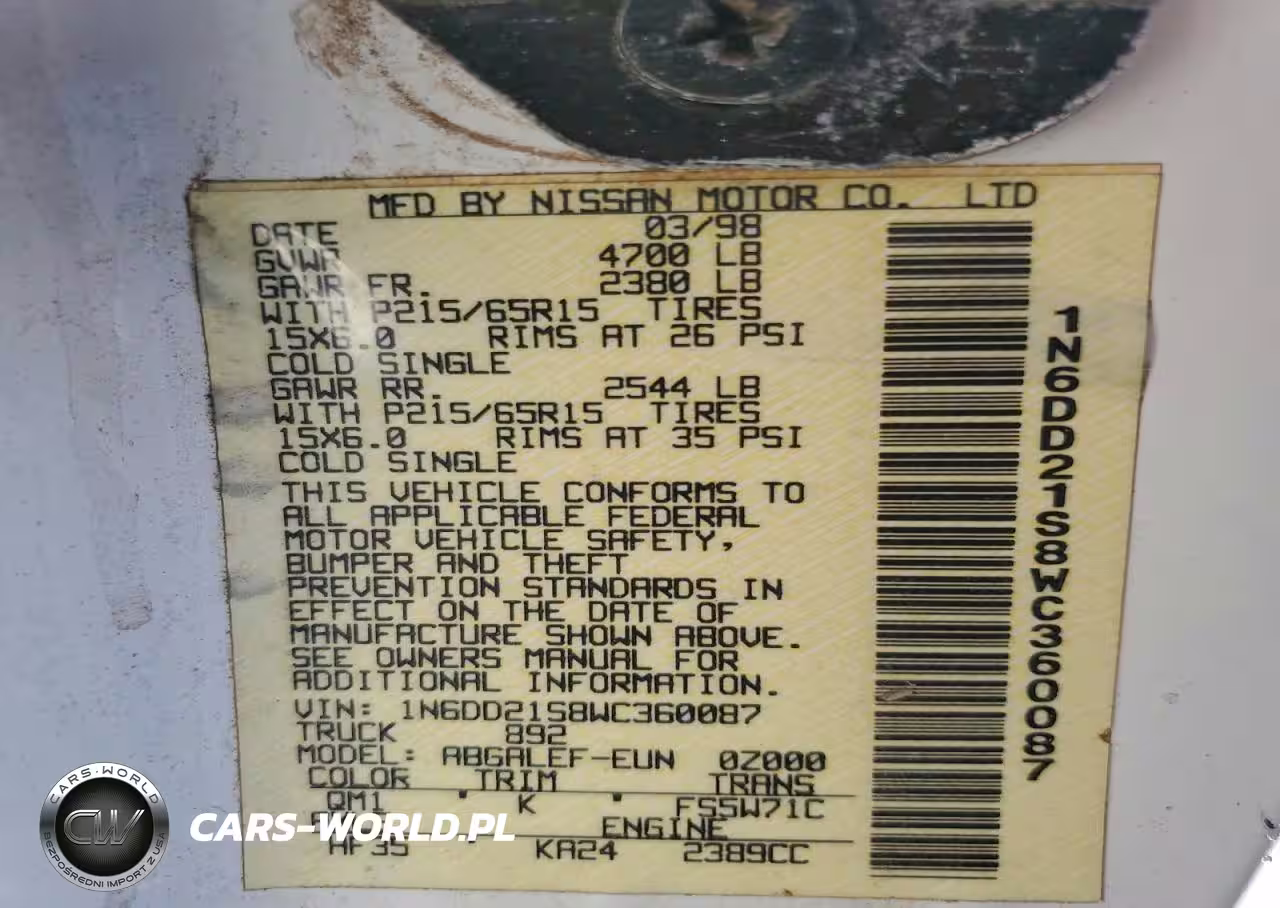 MFD BY NISSAN MOTOR CO. LTD
DATE 03/98
GVWR 4700 LB
GAWR FR. 2380 LB
WITH P215/65R15 TIRES
15X6.0 RIMS AT 26 PSI
COLD SINGLE
GAWR RR. 2544 LB
WITH P215/65R15 TIRES
15X6.0 RIMS AT 35 PSI
COLD SINGLE
THIS VEHICLE CONFORMS TO
ALL APPLICABLE FEDERAL
MOTOR VEHICLE SAFETY,
BUMPER AND THEFT
PREVENTION STANDARDS IN
EFFECT ON THE DATE OF
MANUFACTURE SHOWN ABOVE.
SEE OWNERS MANUAL FOR
ADDITIONAL INFORMATION.
VIN: 1N6DD21S8WC360087
TRUCK 892
MODEL: ABGALEF-EUN 0Z000
COLOR TRIM TRANS
QM1 K FS5W71C
ENGINE
HF35 KA24 2389CC
1N6DD21S8WC360087
CARS-WORLD
CW
BEZPOŚREDNI IMPORT Z USA
CARS-WORLD.PL